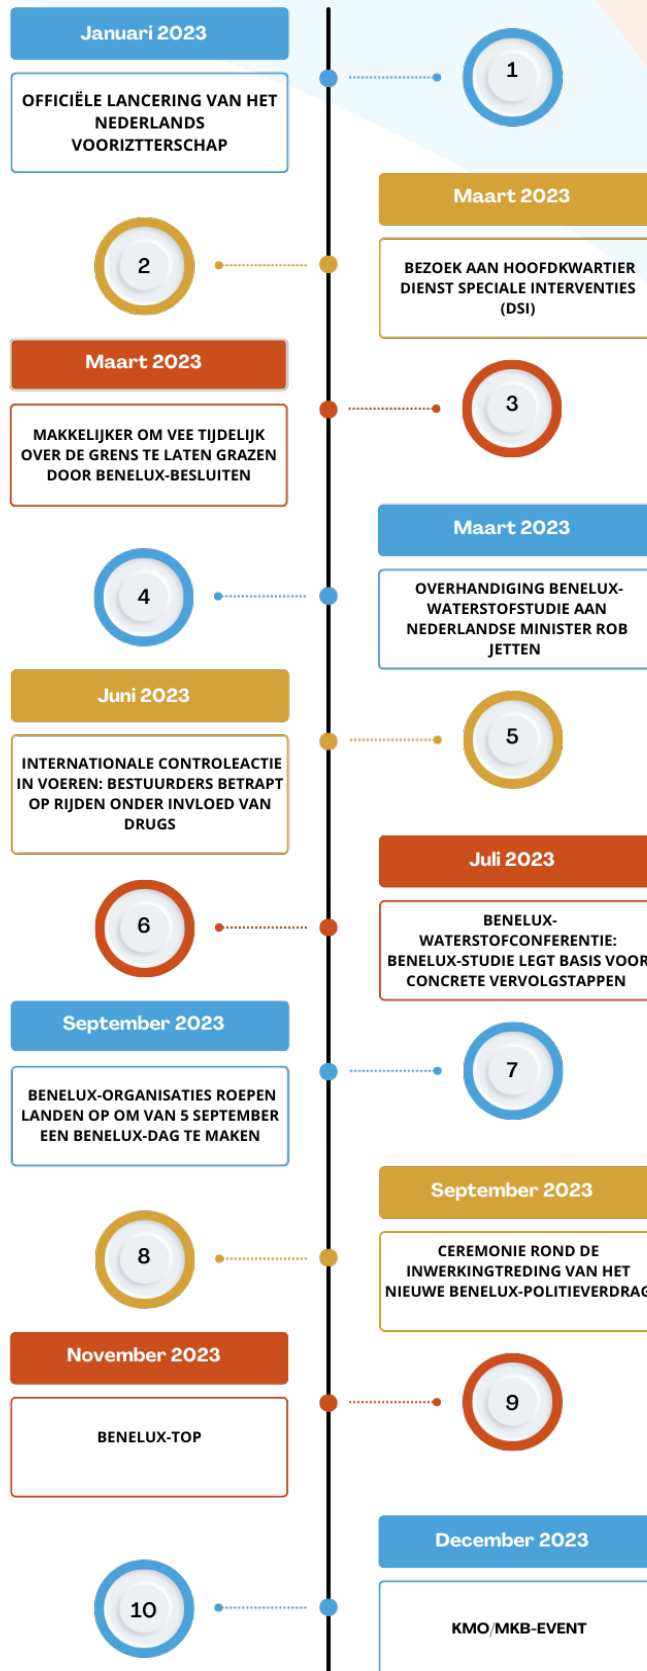 Januari 2023
1
OFFICIËLE LANCERING VAN HET
NEDERLANDS
VOORIZTTERSCHAP
Maart 2023
2
BEZOEK AAN HOOFDKWARTIER
DIENST SPECIALE INTERVENTIES
(DSI)
Maart 2023
3
MAKKELIJKER OM VEE TIJDELIJK
OVER DE GRENS TE LATEN GRAZEN
DOOR BENELUX-BESLUITEN
Maart 2023
4
OVERHANDIGING BENELUX-
WATERSTOFSTUDIE AAN
NEDERLANDSE MINISTER ROB
JETTEN
Juni 2023
5
INTERNATIONALE CONTROLEACTIE
IN VOEREN: BESTUURDERS BETRAPT
OP RIJDEN ONDER INVLOED VAN
DRUGS
Juli 2023
6
BENELUX-
WATERSTOFCONFERENTIE:
BENELUX-STUDIE LEGT BASIS VOOR
CONCRETE VERVOLGSTAPPEN
September 2023
7
BENELUX-ORGANISATIES ROEPEN
LANDEN OP OM VAN 5 SEPTEMBER
EEN BENELUX-DAG TE MAKEN
September 2023
8
CEREMONIE ROND DE
INWERKINGTREDING VAN HET
NIEUWE BENELUX-POLITIEVERDRAG
November 2023
9
BENELUX-TOP
December 2023
10
KMO/MKB-EVENT